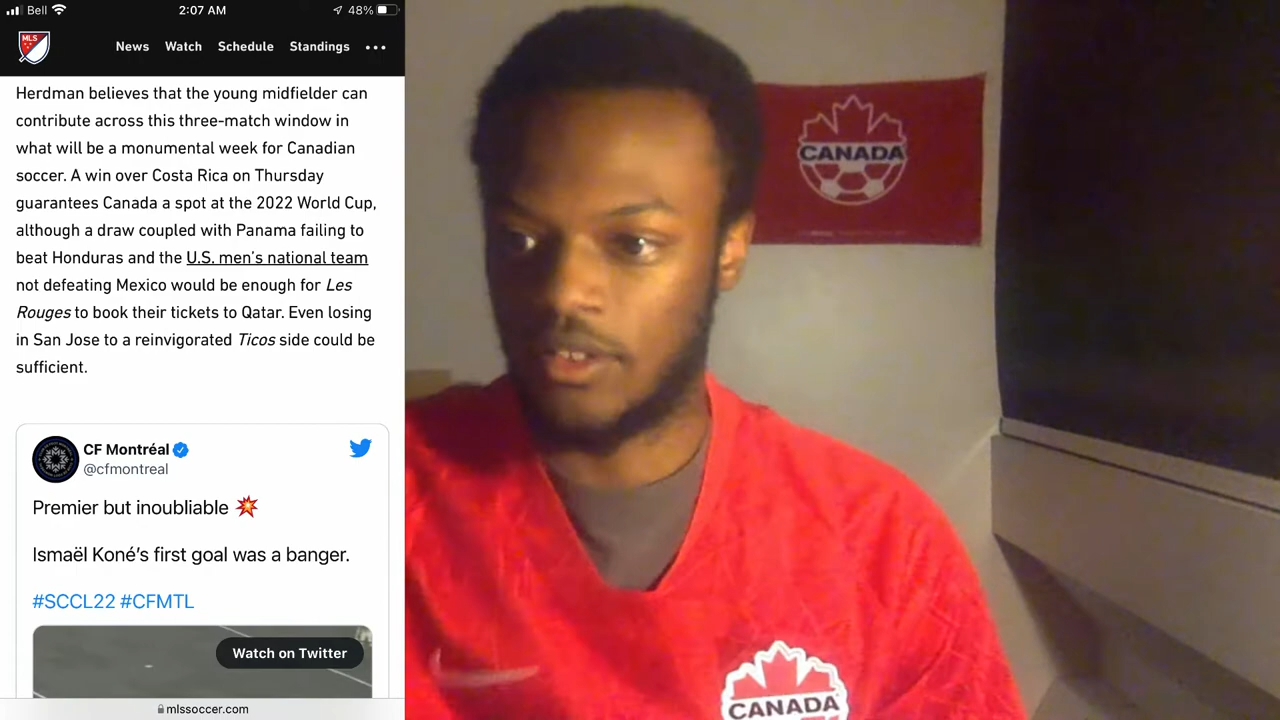 Bell 2:07 AM 48%
MLS News Watch Schedule Standings
Herdman believes that the young midfielder can
contribute across this three-match window in
what will be a monumental week for Canadian
soccer. A win over Costa Rica on Thursday
guarantees Canada a spot at the 2022 World Cup,
although a draw coupled with Panama failing to
beat Honduras and the U.S. men's national team
not defeating Mexico would be enough for Les
Rouges to book their tickets to Qatar. Even losing
in San Jose to a reinvigorated Ticos side could be
sufficient.
CF Montréal
@cfmontreal
Premier but inoubliable 💥
Ismaël Koné's first goal was a banger.
#SCCL22 #CFMTL
Watch on Twitter
mlssoccer.com
CANADA
CANADA